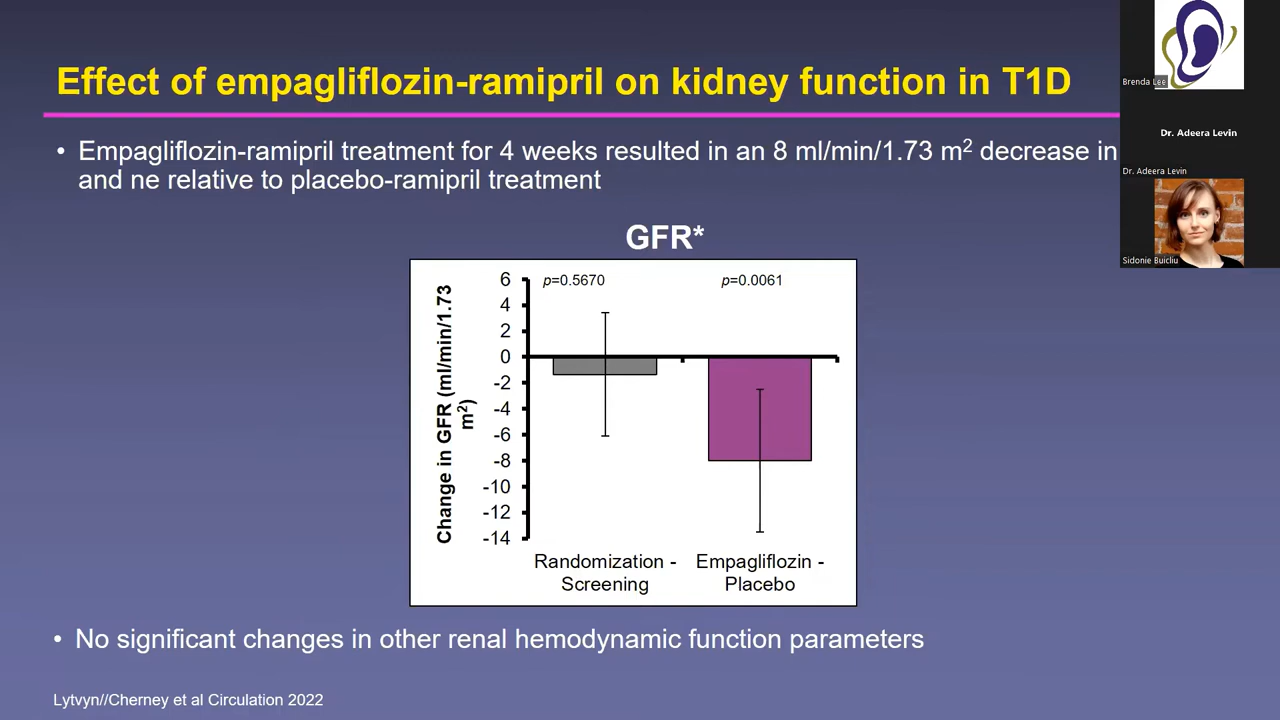 Effect of empagliflozin-ramipril on kidney function in T1D
• Empagliflozin-ramipril treatment for 4 weeks resulted in an 8 ml/min/1.73 m² decrease in
and ne relative to placebo-ramipril treatment
GFR*
Change in GFR (ml/min/1.73
m²)
6
4
2
0
-2
-4
-6
-8
-10
-12
-14
p=0.5670
p=0.0061
Randomization -
Screening
Empagliflozin -
Placebo
• No significant changes in other renal hemodynamic function parameters
Lytvyn//Cherney et al Circulation 2022
Brenda Lee
Dr. Adeera Levin
Dr. Adeera Levin
Sidonie Buicliu